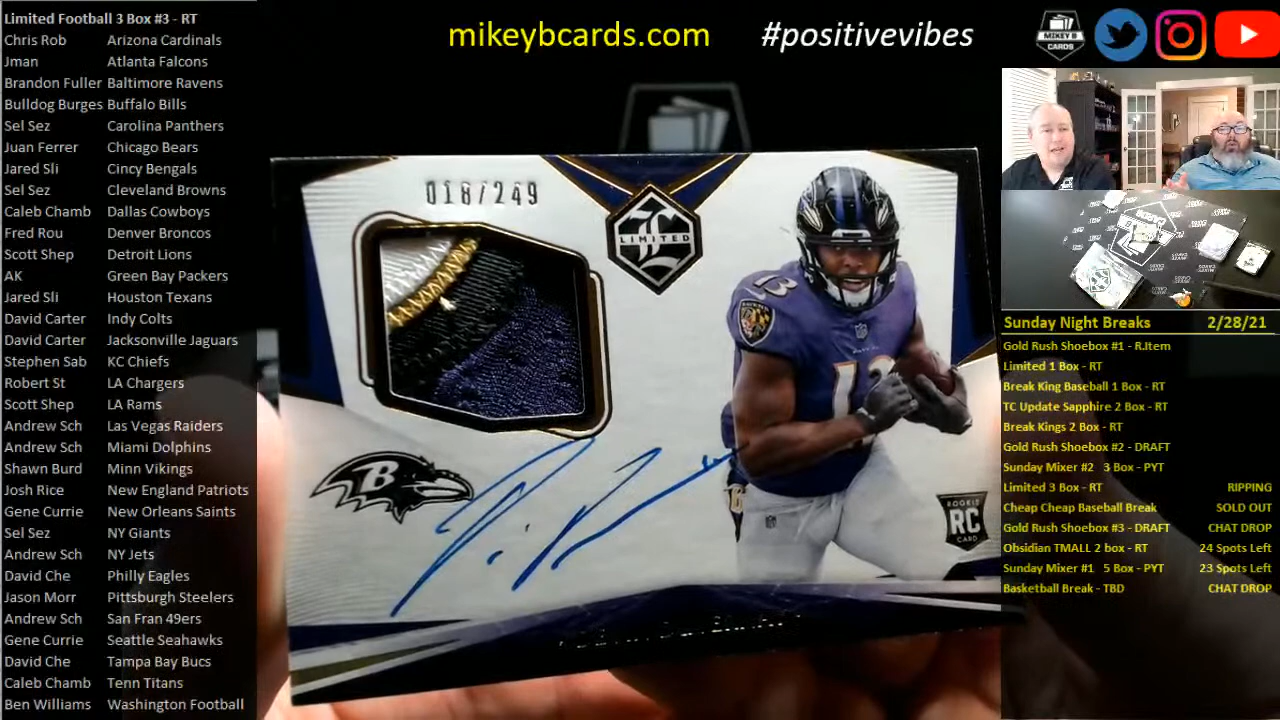 Limited Football 3 Box #3 - RT
Chris Rob Arizona Cardinals
Jman Atlanta Falcons
Brandon Fuller Baltimore Ravens
Bulldog Burges Buffalo Bills
Sel Sez Carolina Panthers
Juan Ferrer Chicago Bears
Jared Sli Cincy Bengals
Sel Sez Cleveland Browns
Caleb Chamb Dallas Cowboys
Fred Rou Denver Broncos
Scott Shep Detroit Lions
AK Green Bay Packers
Jared Sli Houston Texans
David Carter Indy Colts
David Carter Jacksonville Jaguars
Stephen Sab KC Chiefs
Robert St LA Chargers
Scott Shep LA Rams
Andrew Sch Las Vegas Raiders
Andrew Sch Miami Dolphins
Shawn Burd Minn Vikings
Josh Rice New England Patriots
Gene Currie New Orleans Saints
Sel Sez NY Giants
Andrew Sch NY Jets
David Che Philly Eagles
Jason Morr Pittsburgh Steelers
Andrew Sch San Fran 49ers
Gene Currie Seattle Seahawks
David Che Tampa Bay Bucs
Caleb Chamb Tenn Titans
Ben Williams Washington Football
mikeybcards.com #positivevibes
MIKEY B
CARDS
018/249
LIMITED
13
B
ROOKIE
RC
CARD
Sunday Night Breaks 2/28/21
Gold Rush Shoebox #1 - R.Item
Limited 1 Box - RT
Break King Baseball 1 Box - RT
TC Update Sapphire 2 Box - RT
Break Kings 2 Box - RT
Gold Rush Shoebox #2 - DRAFT
Sunday Mixer #2 3 Box - PYT
Limited 3 Box - RT RIPPING
Cheap Cheap Baseball Break SOLD OUT
Gold Rush Shoebox #3 - DRAFT CHAT DROP
Obsidian TMALL 2 box - RT 24 Spots Left
Sunday Mixer #1 5 Box - PYT 23 Spots Left
Basketball Break - TBD CHAT DROP